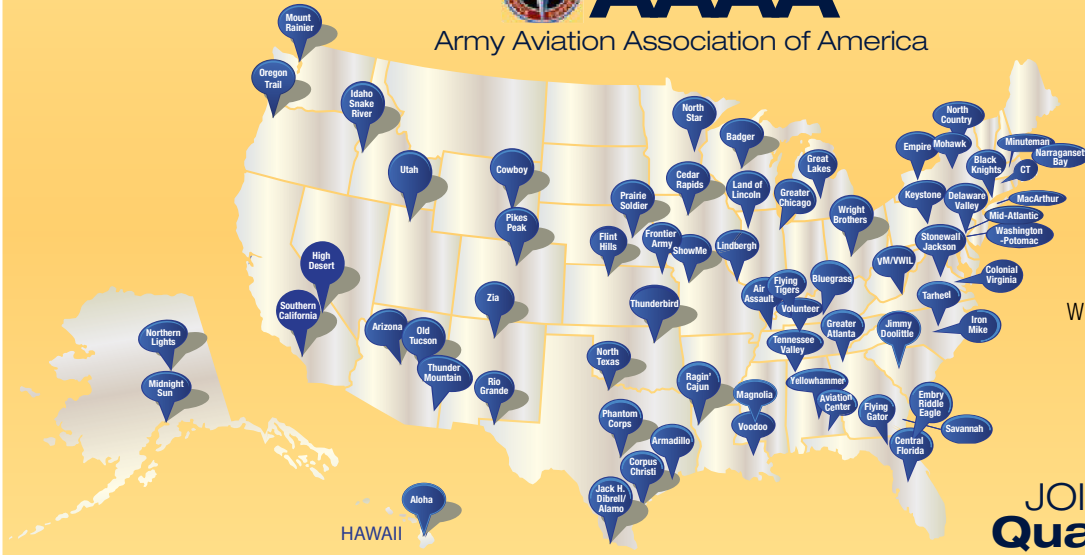 AAAA
Army Aviation Association of America
Mount
Rainier
Oregon
Trail
Idaho
Snake
River
Utah
Cowboy
Pikes
Peak
High
Desert
Southern
California
Zia
Arizona
Old
Tucson
Thunder
Mountain
Rio
Grande
Northern
Lights
Midnight
Sun
Aloha
HAWAII
North
Star
Badger
Cedar
Rapids
Prairie
Soldier
Land of
Lincoln
Great
Lakes
Greater
Chicago
Wright
Brothers
Flint
Hills
Frontier
Army
ShowMe
Lindbergh
Thunderbird
Air
Assault
Flying
Tigers
Bluegrass
Volunteer
Tennessee
Valley
Greater
Atlanta
North
Texas
Ragin'
Cajun
Magnolia
Voodoo
Phantom
Corps
Armadillo
Corpus
Christi
Jack H.
Dibrell/
Alamo
Yellowhammer
Aviation
Center
Flying
Gator
Embry
Riddle
Eagle
Savannah
Central
Florida
Jimmy
Doolittle
Tarheel
Iron
Mike
VM/VWIL
Stonewall
Jackson
Colonial
Virginia
Washington
-Potomac
Mid-Atlantic
MacArthur
Delaware
Valley
Keystone
Empire
Mohawk
North
Country
Black
Knights
Minuteman
Narraganset
Bay
CT
W
JOI
Qua